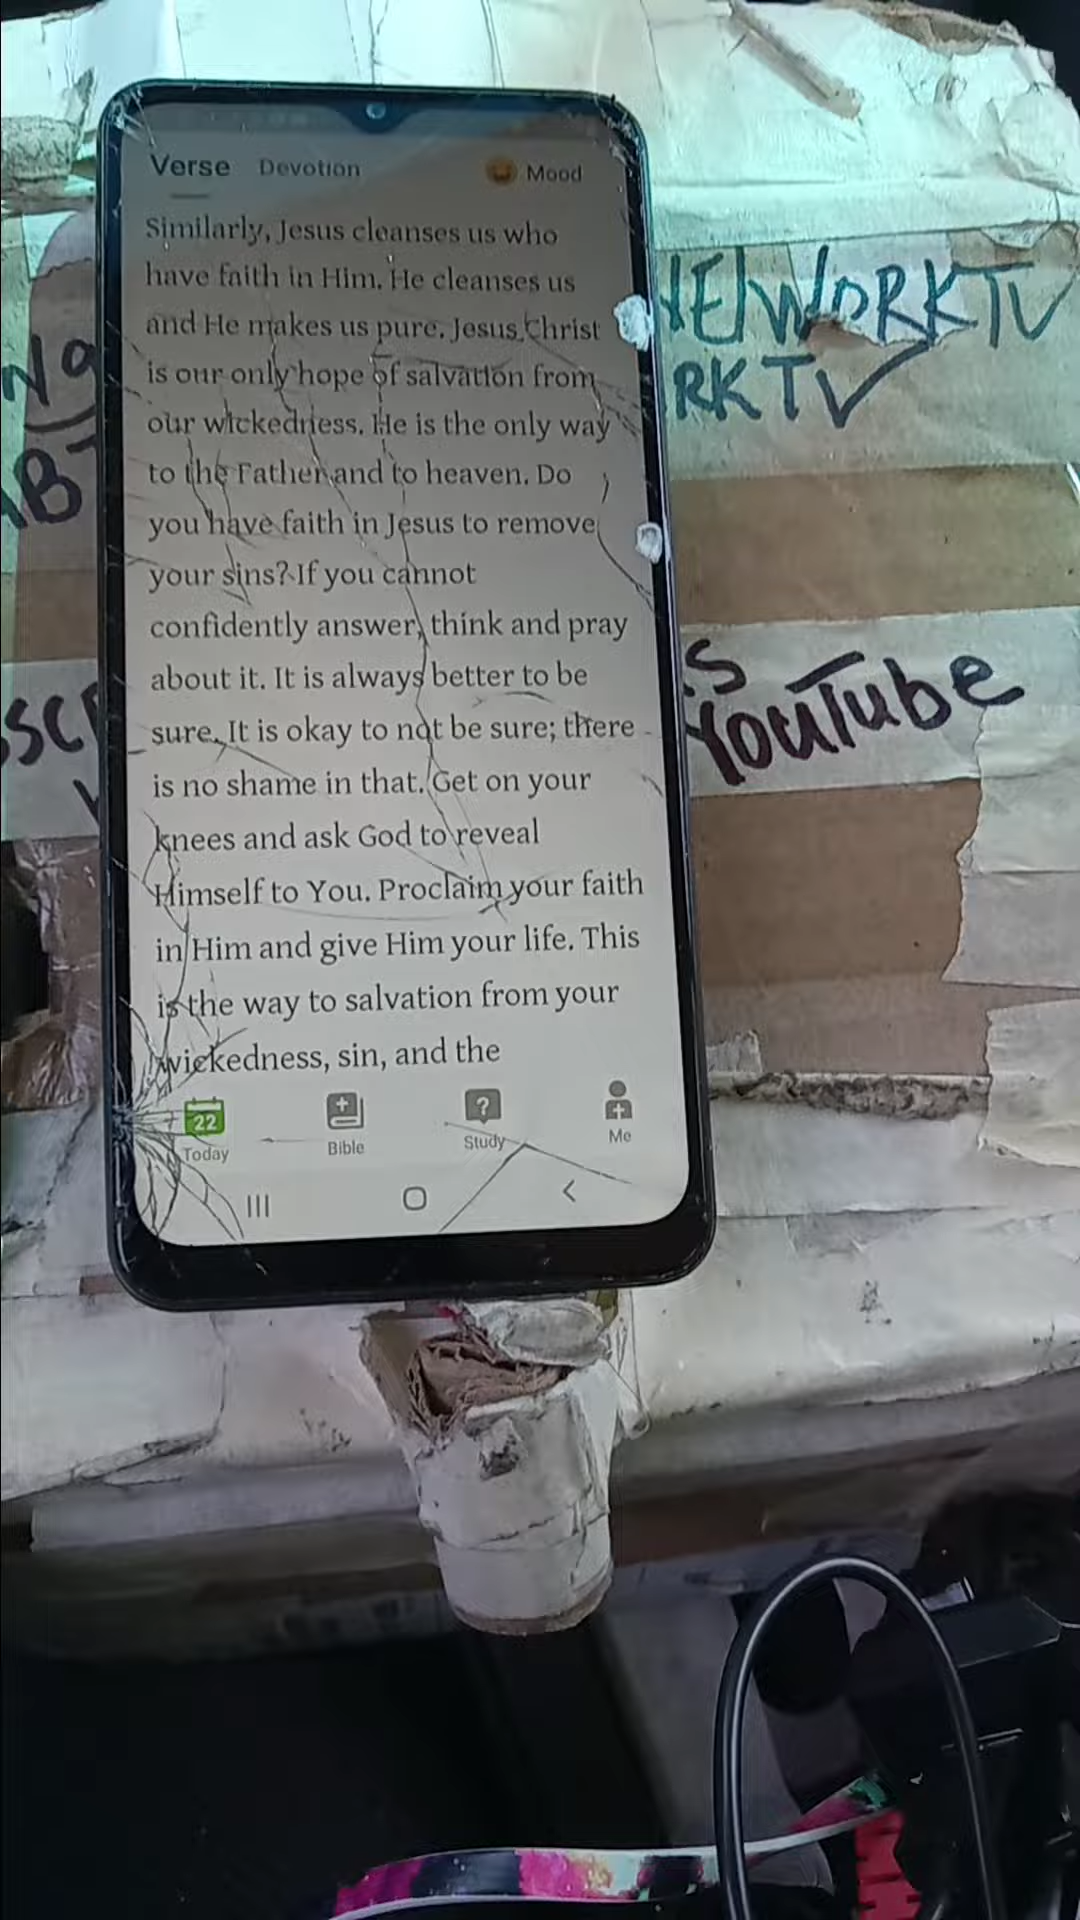 Verse Devotion Mood
Similarly, Jesus cleanses us who
have faith in Him. He cleanses us
and He makes us pure. Jesus Christ
is our only hope of salvation from
our wickedness. He is the only way
to the Father and to heaven. Do
you have faith in Jesus to remove
your sins? If you cannot
confidently answer, think and pray
about it. It is always better to be
sure. It is okay to not be sure; there
is no shame in that. Get on your
knees and ask God to reveal
Himself to You. Proclaim your faith
in Him and give Him your life. This
is the way to salvation from your
wickedness, sin, and the
22
Today Bible Study Me
RK TV
YouTube